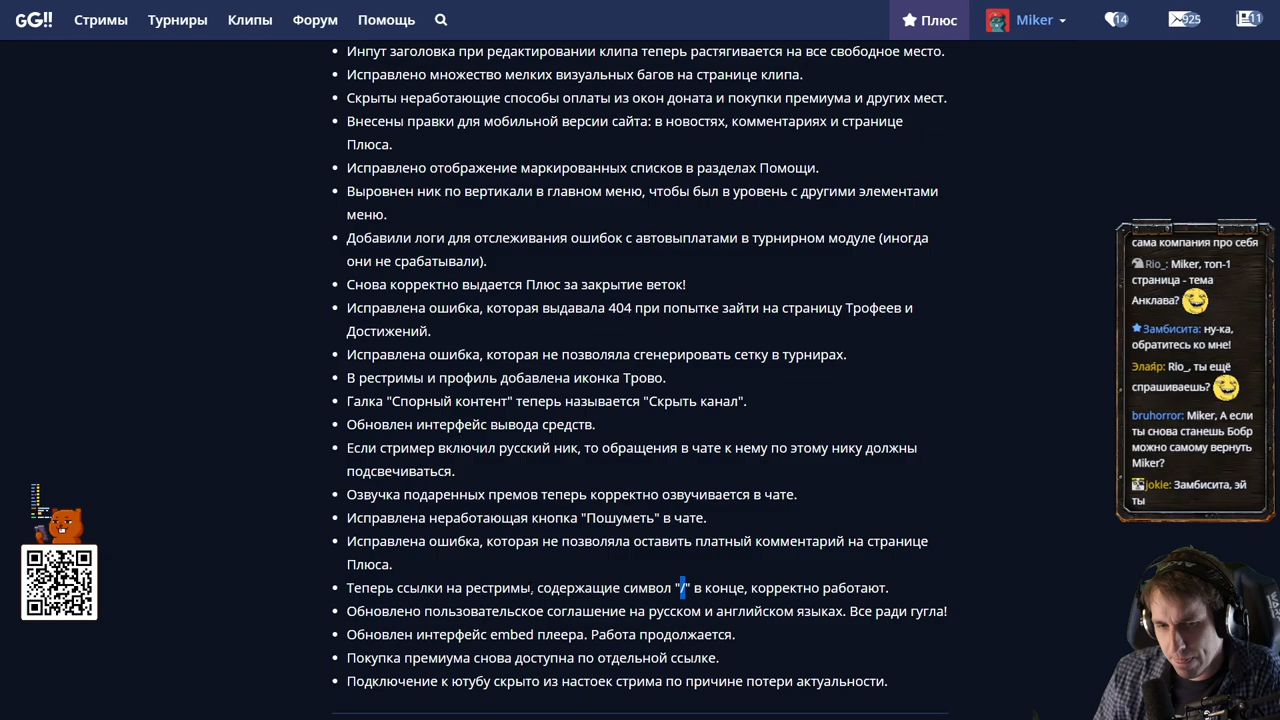 GG!! Стримы Турниры Клипы Форум Помощь Плюс Miker 14 925 11
Инпут заголовка при редактировании клипа теперь растягивается на все свободное место.
Исправлено множество мелких визуальных багов на странице клипа.
Скрыты неработающие способы оплаты из окон доната и покупки премиума и других мест.
Внесены правки для мобильной версии сайта: в новостях, комментариях и странице
Плюса.
Исправлено отображение маркированных списков в разделах Помощи.
Выровнен ник по вертикали в главном меню, чтобы был в уровень с другими элементами
меню.
Добавили логи для отслеживания ошибок с автовыплатами в турнирном модуле (иногда
они не срабатывали).
Снова корректно выдается Плюс за закрытие веток!
Исправлена ошибка, которая выдавала 404 при попытке зайти на страницу Трофеев и
Достижений.
Исправлена ошибка, которая не позволяла сгенерировать сетку в турнирах.
В рестримы и профиль добавлена иконка Трово.
Галка "Спорный контент" теперь называется "Скрыть канал".
Обновлен интерфейс вывода средств.
Если стример включил русский ник, то обращения в чате к нему по этому нику должны
подсвечиваться.
Озвучка подаренных премов теперь корректно озвучивается в чате.
Исправлена неработающая кнопка "Пошуметь" в чате.
Исправлена ошибка, которая не позволяла оставить платный комментарий на странице
Плюса.
Теперь ссылки на рестримы, содержащие символ "/" в конце, корректно работают.
Обновлено пользовательское соглашение на русском и английском языках. Все ради гугла!
Обновлен интерфейс embed плеера. Работа продолжается.
Покупка премиума снова доступна по отдельной ссылке.
Подключение к ютубу скрыто из настоек стрима по причине потери актуальности.
сама компания про себя
Rio_: Miker, топ-1
страница - тема
Анклава?
Замбисита: ну-ка,
обратитесь ко мне!
Элаяр: Rio_, ты ещё
спрашиваешь?
bruhorror: Miker, А если
ты снова станешь Бобр
можно самому вернуть
Miker?
jokie: Замбисита, эй
ты